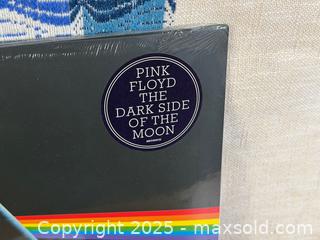 PINK
FLOYD
THE
DARK SIDE
OF THE
MOON
Copyright 2025 - maxsold.com